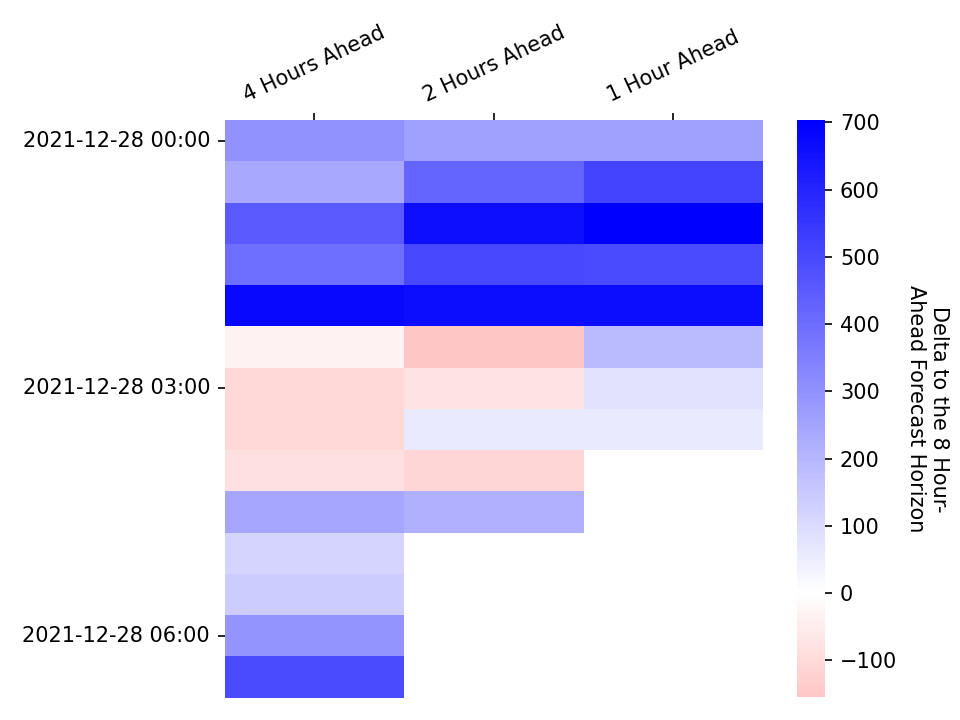 4 Hours Ahead
2 Hours Ahead
1 Hour Ahead
2021-12-28 00:00
2021-12-28 03:00
2021-12-28 06:00
700
600
500
400
300
200
100
0
−100
Delta to the 8 Hour-
Ahead Forecast Horizon